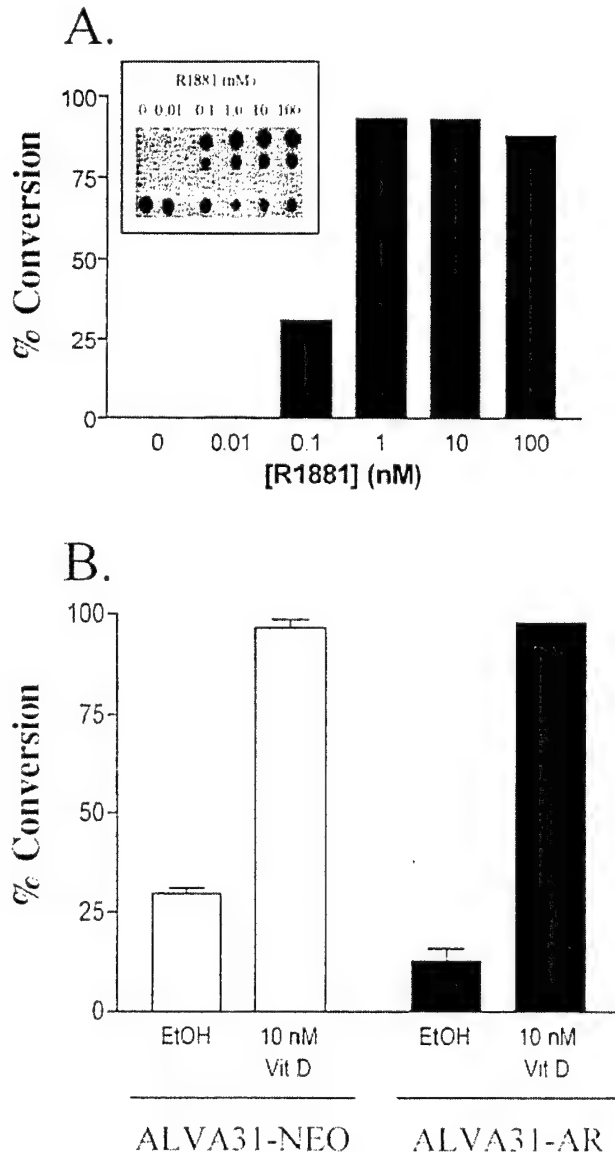 A.
R1881 (nM)
0 0.01 0.1 1.0 10 100
% Conversion
100
75
50
25
0
0 0.01 0.1 1 10 100
[R1881] (nM)
B.
% Conversion
100
75
50
25
0
EtOH 10 nM Vit D EtOH 10 nM Vit D
ALVA31-NEO ALVA31-AR